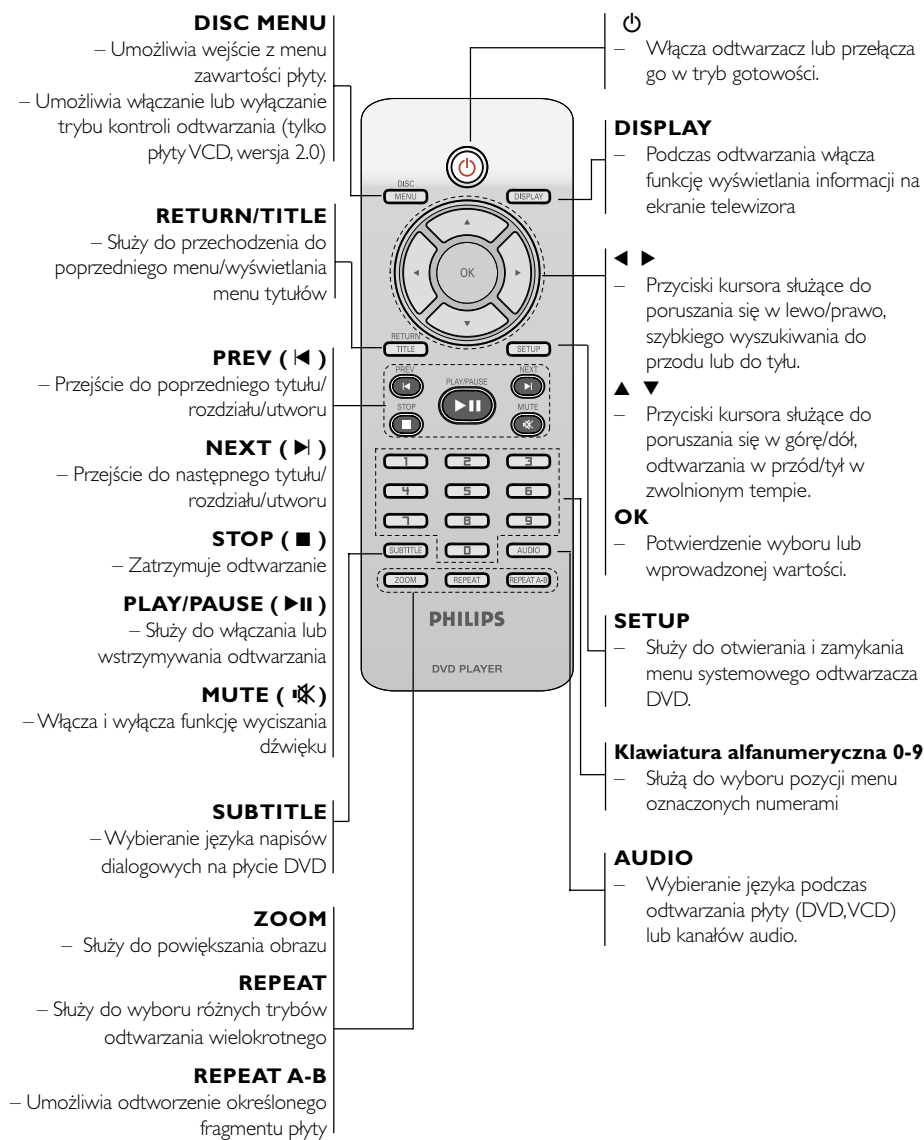 DISC MENU
– Umożliwia wejście z menu
zawartości płyty.
– Umożliwia włączanie lub wyłączanie
trybu kontroli odtwarzania (tylko
płyty VCD, wersja 2.0)
RETURN/TITLE
– Służy do przechodzenia do
poprzedniego menu/wyświetlania
menu tytułów
PREV ( |◀ )
– Przejście do poprzedniego tytułu/
rozdziału/utworu
NEXT ( ▶| )
– Przejście do następnego tytułu/
rozdziału/utworu
STOP ( ■ )
– Zatrzymuje odtwarzanie
PLAY/PAUSE ( ▶II )
– Służy do włączania lub
wstrzymywania odtwarzania
MUTE ( 🔇 )
– Włącza i wyłącza funkcję wyciszania
dźwięku
SUBTITLE
– Wybieranie języka napisów
dialogowych na płycie DVD
ZOOM
– Służy do powiększania obrazu
REPEAT
– Służy do wyboru różnych trybów
odtwarzania wielokrotnego
REPEAT A-B
– Umożliwia odtworzenie określonego
fragmentu płyty
DISC
MENU
DISPLAY
OK
RETURN
TITLE
SETUP
PREV
PLAY/PAUSE
NEXT
STOP
MUTE
1 2 3
4 5 6
7 8 9
SUBTITLE 0 AUDIO
ZOOM REPEAT REPEAT A-B
PHILIPS
DVD PLAYER
⏻
– Włącza odtwarzacz lub przełącza
go w tryb gotowości.
DISPLAY
– Podczas odtwarzania włącza
funkcję wyświetlania informacji na
ekranie telewizora
◀ ▶
– Przyciski kursora służące do
poruszania się w lewo/prawo,
szybkiego wyszukiwania do
przodu lub do tyłu.
▲ ▼
– Przyciski kursora służące do
poruszania się w górę/dół,
odtwarzania w przód/tył w
zwolnionym tempie.
OK
– Potwierdzenie wyboru lub
wprowadzonej wartości.
SETUP
– Służy do otwierania i zamykania
menu systemowego odtwarzacza
DVD.
Klawiatura alfanumeryczna 0-9
– Służą do wyboru pozycji menu
oznaczonych numerami
AUDIO
– Wybieranie języka podczas
odtwarzania płyty (DVD,VCD)
lub kanałów audio.